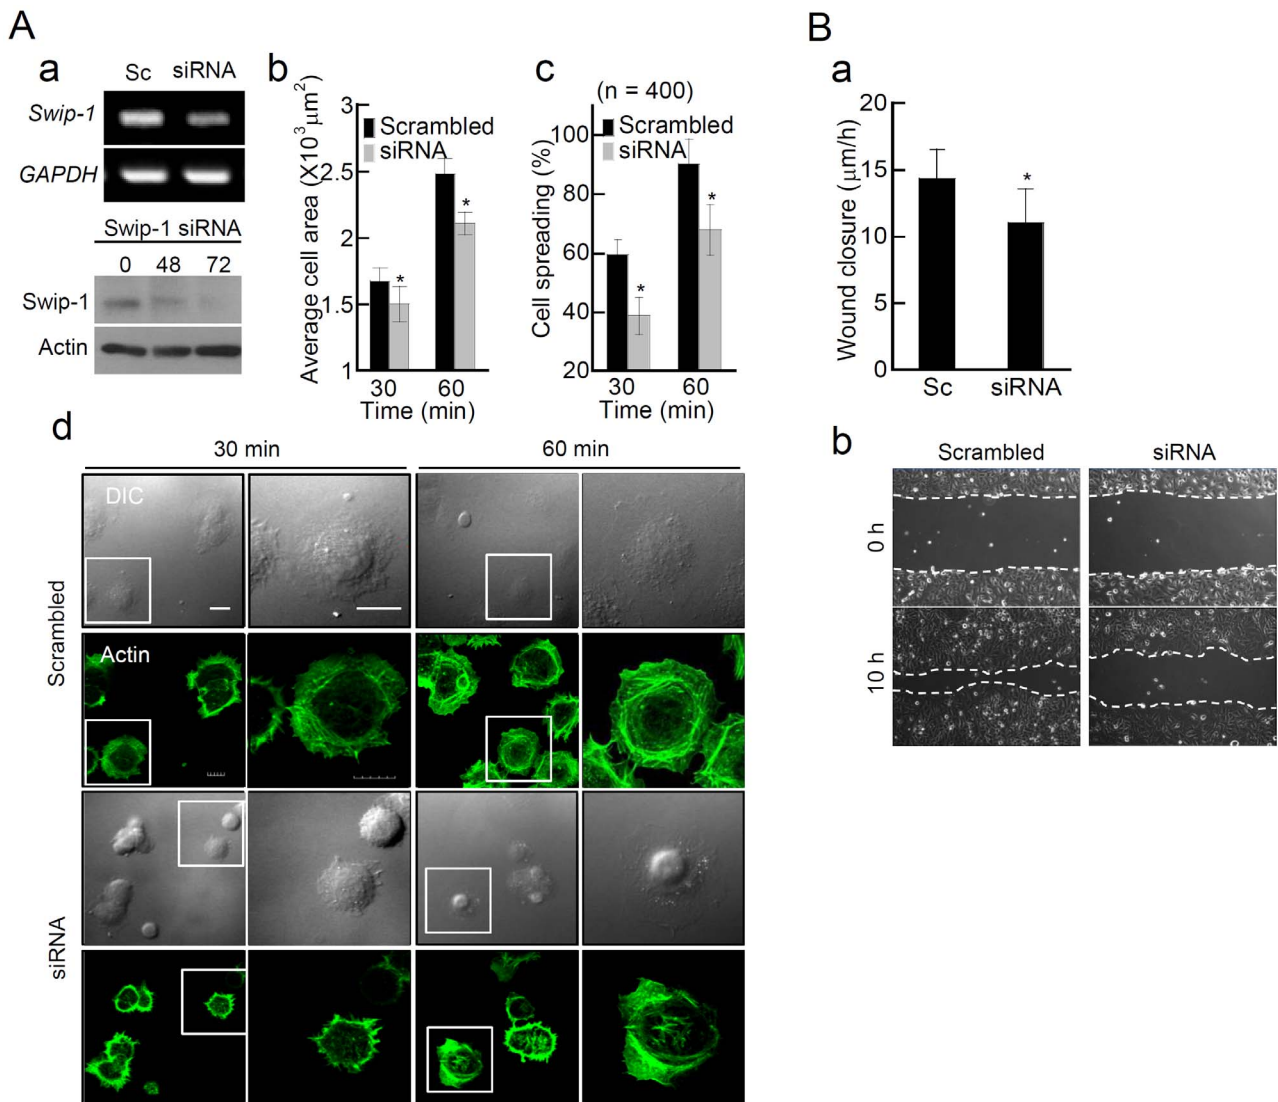 A
a
Sc siRNA
Swip-1
GAPDH
Swip-1 siRNA
0 48 72
Swip-1
Actin
b
Average cell area (X10³μm²)
3
2.5
2
1.5
1
Scrambled
siRNA
30 60
Time (min)
c
(n = 400)
Cell spreading (%)
100
80
60
40
20
Scrambled
siRNA
30 60
Time (min)
* * * *
d
30 min 60 min
Scrambled
DIC
Actin
siRNA
B
a
Wound closure (μm/h)
20
15
10
5
0
*
Sc siRNA
b
Scrambled siRNA
0 h
10 h